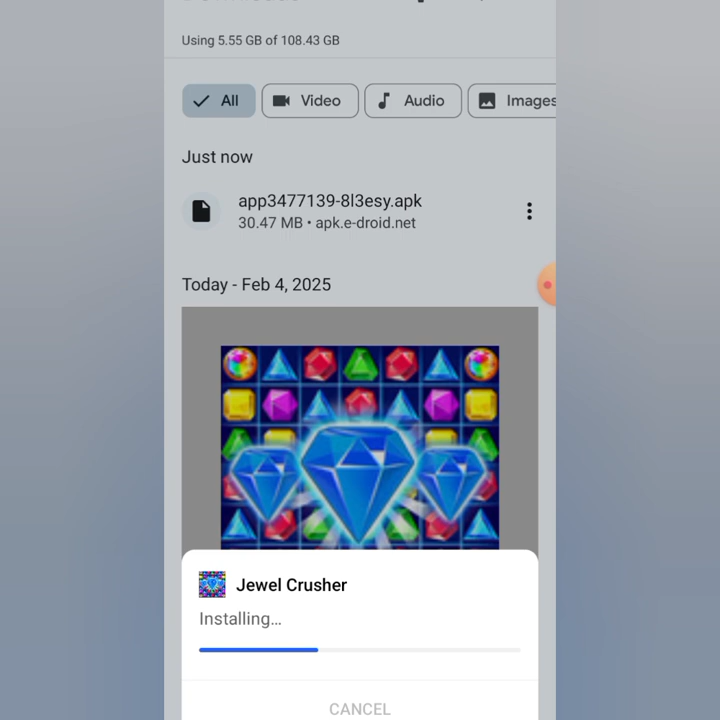 Using 5.55 GB of 108.43 GB
All
Video
Audio
Images
Just now
app3477139-8l3esy.apk
30.47 MB • apk.e-droid.net
Today - Feb 4, 2025
Jewel Crusher
Installing...
CANCEL